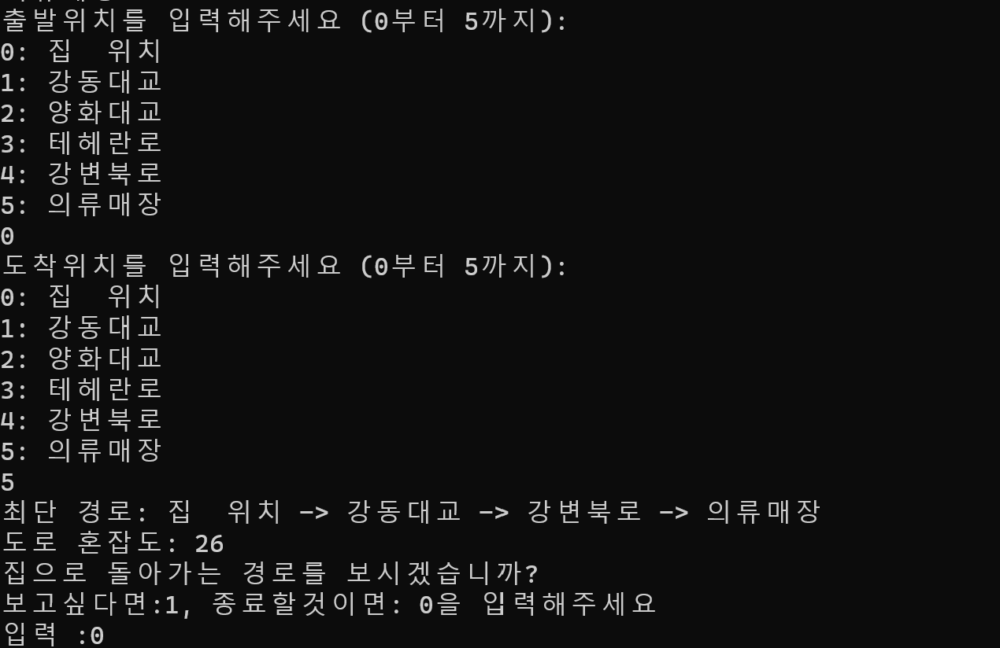 출발위치를 입력해주세요 (0부터 5까지):
0: 집  위치
1: 강동대교
2: 양화대교
3: 테헤란로
4: 강변북로
5: 의류매장
0
도착위치를 입력해주세요 (0부터 5까지):
0: 집  위치
1: 강동대교
2: 양화대교
3: 테헤란로
4: 강변북로
5: 의류매장
5
최단 경로: 집  위치 -> 강동대교 -> 강변북로 -> 의류매장
도로 혼잡도: 26
집으로 돌아가는 경로를 보시겠습니까?
보고싶다면:1, 종료할것이면: 0을 입력해주세요
입력 :0